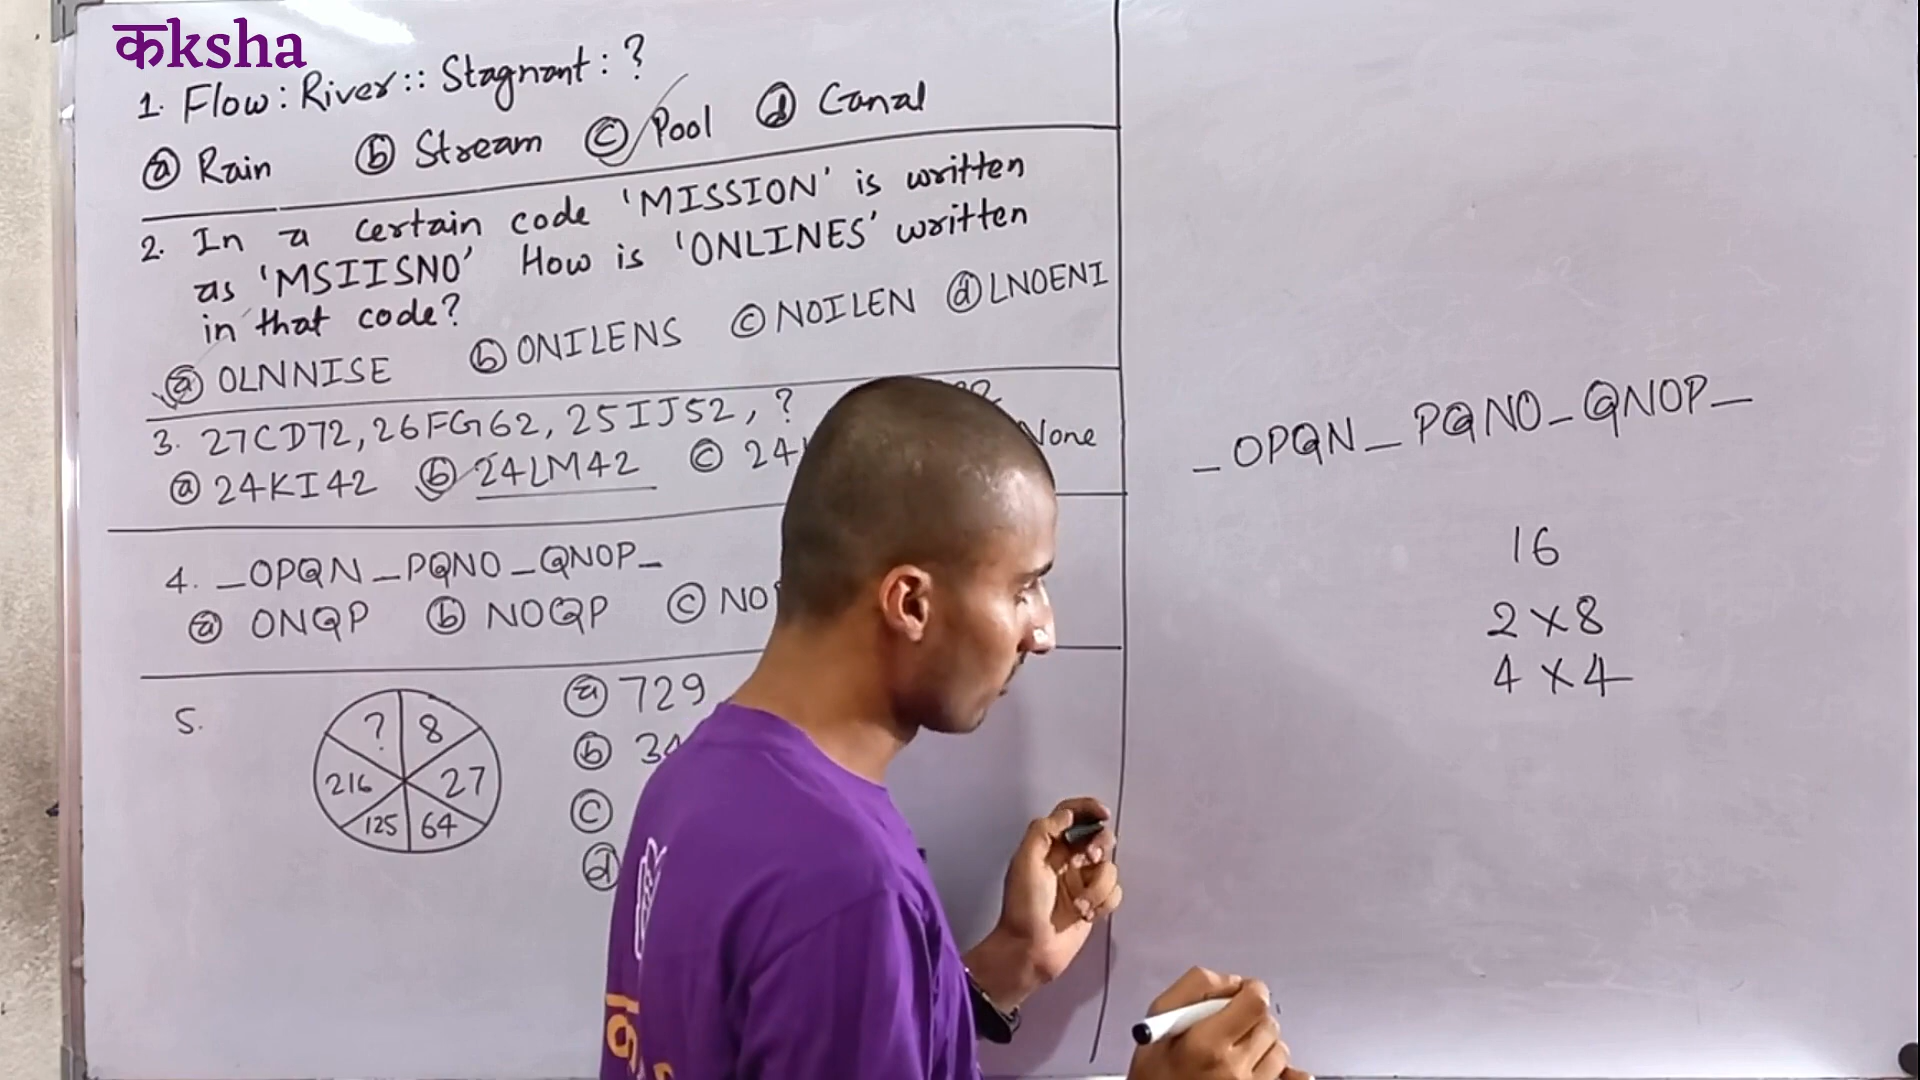 कksha
1. Flow : River :: Stagnant : ?
(a) Rain (b) Stream (c) Pool (d) Canal
2. In a certain code 'MISSION' is written
as 'MSIISNO' How is 'ONLINES' written
in that code?
(a) OLNNISE (b) ONILENS (c) NOILEN (d) LNOENI
3. 27CD72, 26FG62, 25IJ52, ?
(a) 24KI42 (b) 24LM42 (c) 24 None
4. _OPQN_PQNO_QNOP_
(a) ONQP (b) NOQP (c) NO
5.
? 8
216 27
125 64
(a) 729
(b) 34
(c)
(d)
_OPQN_PQNO_QNOP_
16
2×8
4×4